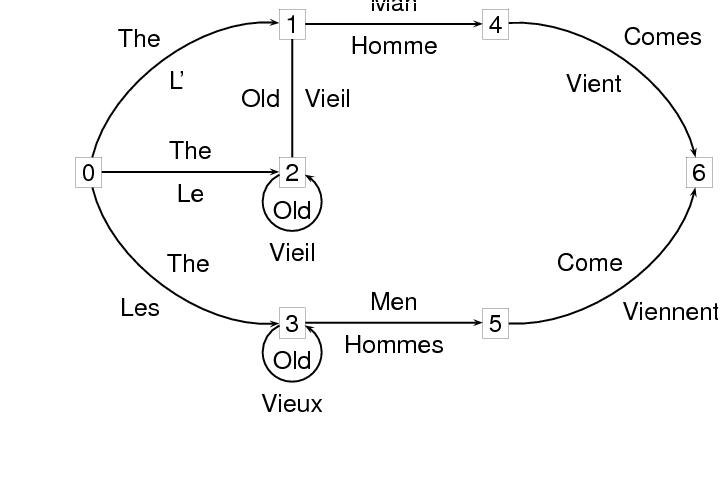 Man
1
4
The
Comes
Homme
L’
Vient
Old
Vieil
The
0
2
6
Le
Old
Vieil
The
Come
Les
Men
Viennent
3
5
Old
Hommes
Vieux